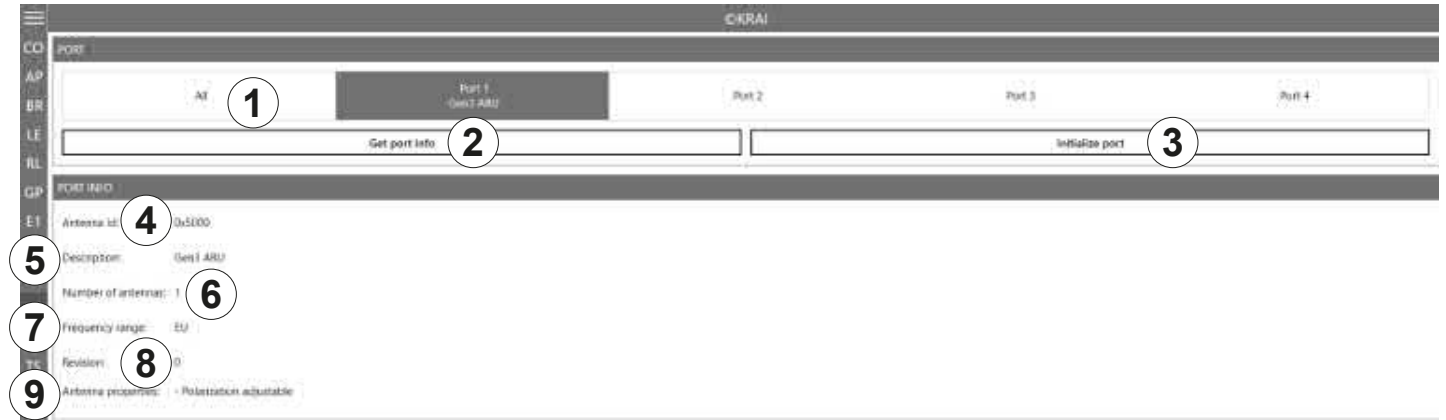 ©KRAI
CO
PORT
AP
All
1
Port 1
Gen1 ARU
Port 2
Port 3
Port 4
BR
LE
Get port info
2
Initialize port
3
RL
GP
PORT INFO
E1
Antenna id:
4
0x5000
5
Description:
Gen1 ARU
Number of antennas: 1
6
7
Frequency range: EU
TS
Revision:
8
0
9
Antenna properties: - Polarization adjustable